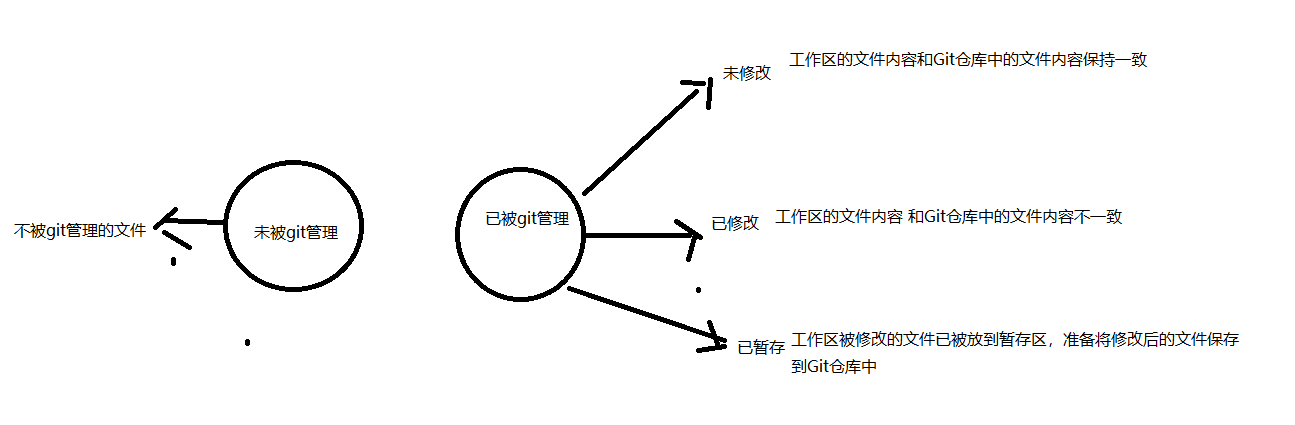 未修改
工作区的文件内容和Git仓库中的文件内容保持一致
不被git管理的文件
未被git管理
已被git管理
已修改
工作区的文件内容 和Git仓库中的文件内容不一致
已暂存
工作区被修改的文件已被放到暂存区，准备将修改后的文件保存
到Git仓库中